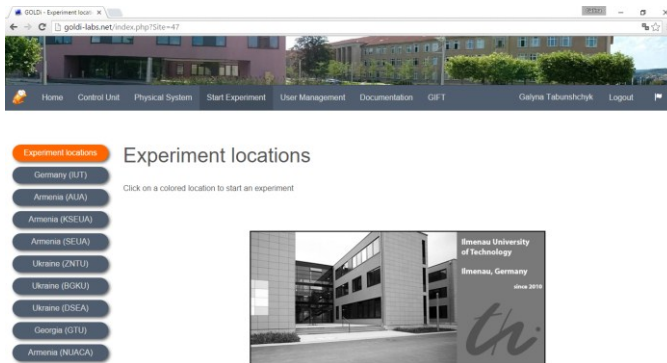 GOLDi - Experiment locati
goldi-labs.net/index.php?Site=47
Home Control Unit Physical System Start Experiment User Management Documentation GIFT Galyna Tabunshchyk Logout
Experiment locations
Experiment locations
Germany (IUT)
Click on a colored location to start an experiment
Armenia (AUA)
Armenia (KSEUA)
Armenia (SEUA)
Ukraine (ZNTU)
Ukraine (BGKU)
Ukraine (DSEA)
Georgia (GTU)
Armenia (NUACA)
Ilmenau University
of Technology
Ilmenau, Germany
since 2010
th